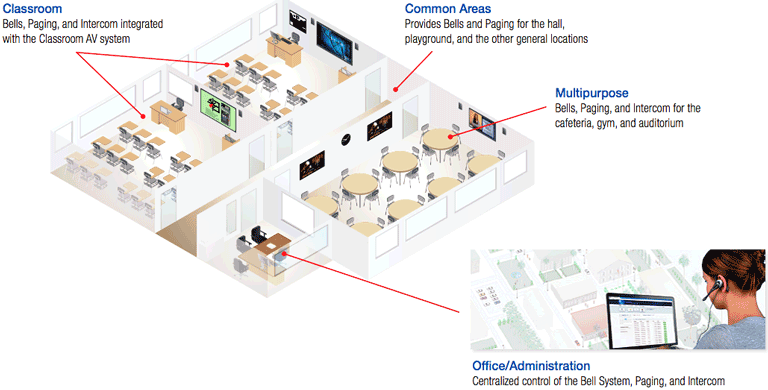 Classroom
Bells, Paging, and Intercom integrated
with the Classroom AV system
Common Areas
Provides Bells and Paging for the hall,
playground, and the other general locations
Multipurpose
Bells, Paging, and Intercom for the
cafeteria, gym, and auditorium
Office/Administration
Centralized control of the Bell System, Paging, and Intercom